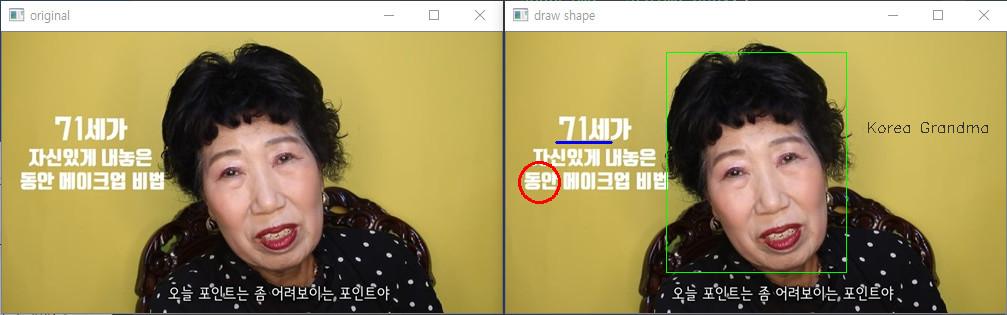 original
71세가
자신있게 내놓은
동안 메이크업 비법
오늘 포인트는 좀 어려보이는 포인트야
draw shape
71세가
자신있게 내놓은
동안 메이크업 비법
Korea Grandma
오늘 포인트는 좀 어려보이는 포인트야